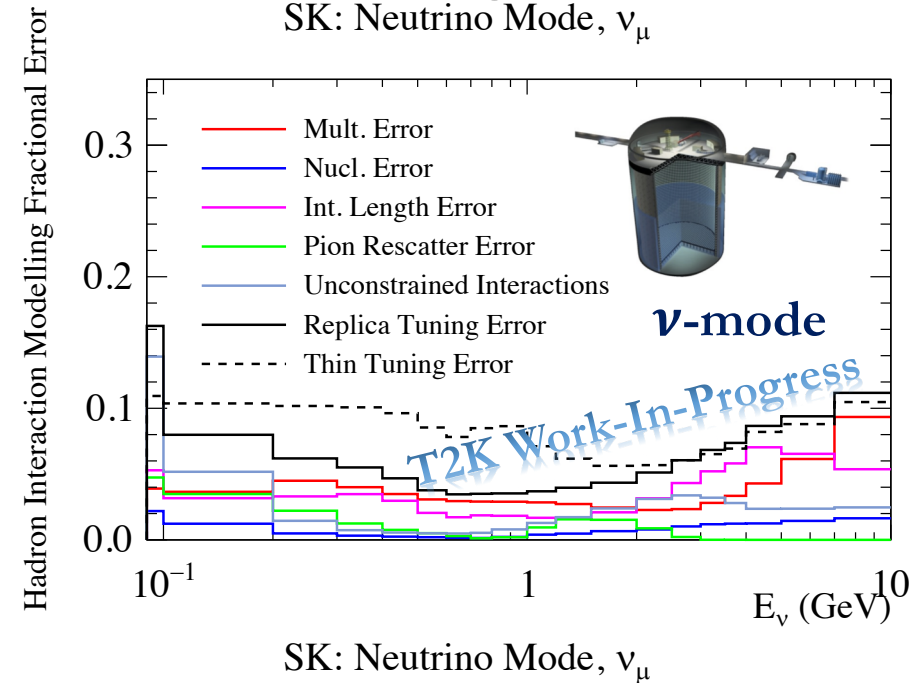 SK: Neutrino Mode, νμ
Hadron Interaction Modelling Fractional Error
0.3
0.2
0.1
0.0
Mult. Error
Nucl. Error
Int. Length Error
Pion Rescatter Error
Unconstrained Interactions
Replica Tuning Error
Thin Tuning Error
ν-mode
T2K Work-In-Progress
10⁻¹
1
10
Eν (GeV)
SK: Neutrino Mode, νμ